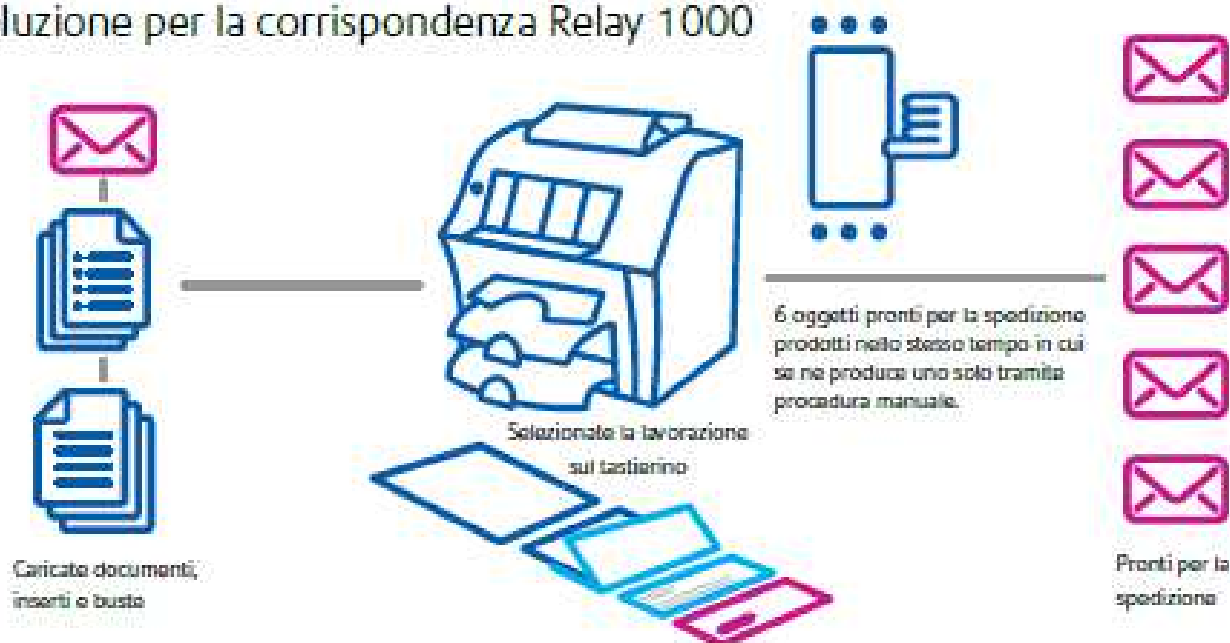 luzione per la corrispondenza Relay 1000
6 oggetti pronti per la spedizione
prodotti nello stesso tempo in cui
se ne produce uno solo tramite
procedura manuale.
Selezionate la lavorazione
sul tastierino
Caricate documenti,
inserti e buste
Pronti per la
spedizione